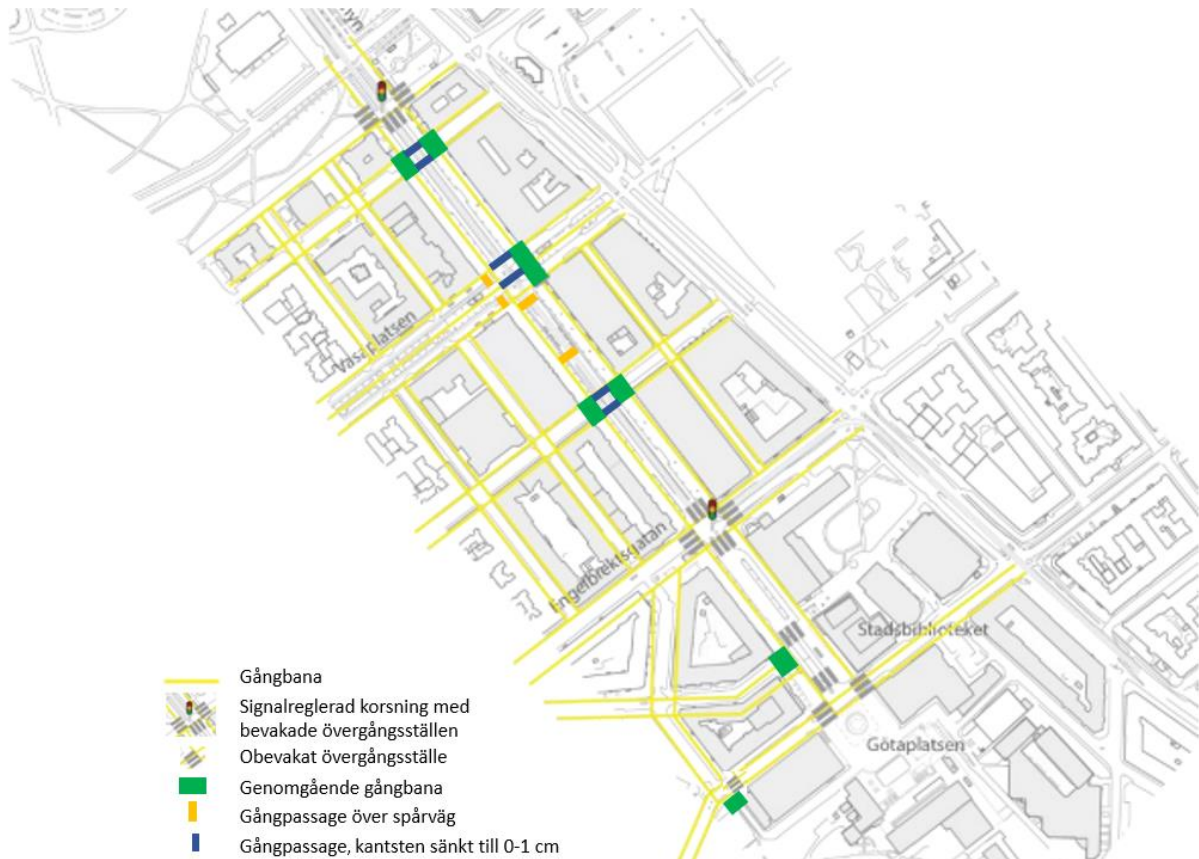 Vasaplatsen
Engelbrektsgatan
Stadsbiblioteket
Götaplatsen
Gångbana
Signalreglerad korsning med
bevakade övergångsställen
Obevakat övergångsställe
Genomgående gångbana
Gångpassage över spårväg
Gångpassage, kantsten sänkt till 0-1 cm